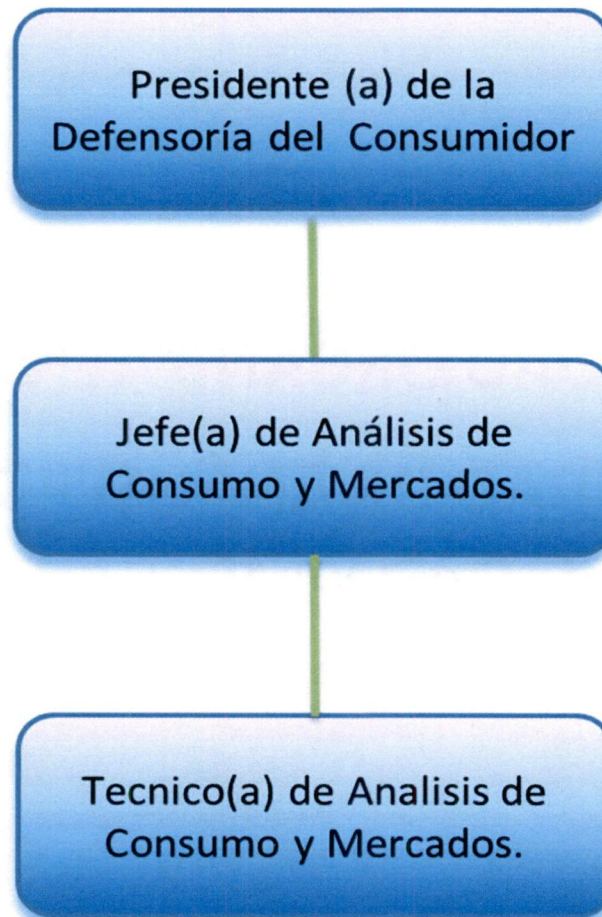 Presidente (a) de la
Defensoría del Consumidor
Jefe(a) de Análisis de
Consumo y Mercados.
Tecnico(a) de Analisis de
Consumo y Mercados.